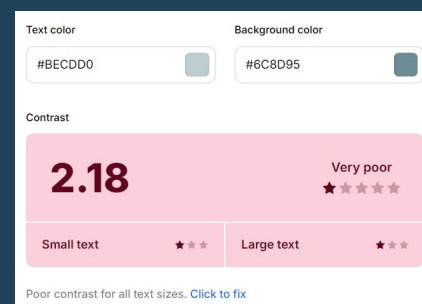 Text color
Background color
#BECDD0
#6C8D95
Contrast
2.18
Very poor
Small text
Large text
Poor contrast for all text sizes. Click to fix